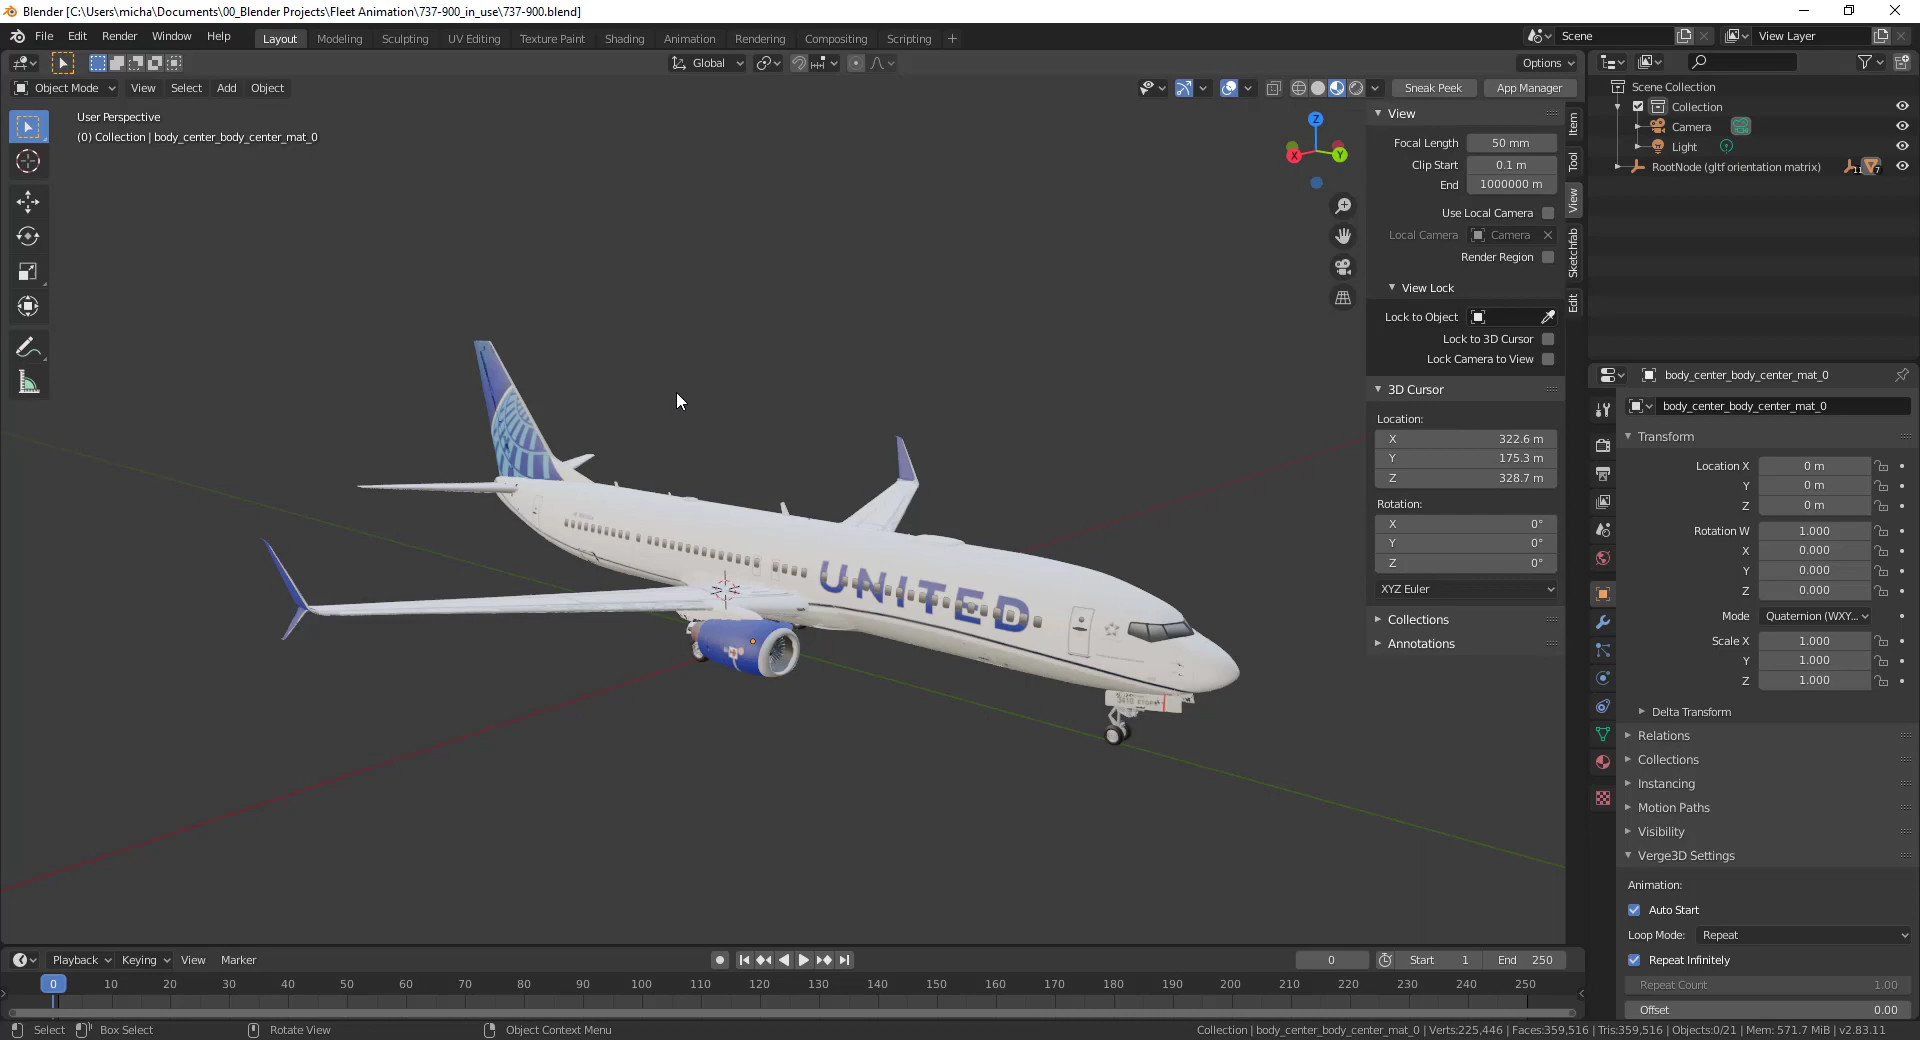 Blender [C:\Users\micha\Documents\00_Blender Projects\Fleet Animation\737-900_in_use\737-900.blend]
File Edit Render Window Help Layout Modeling Sculpting UV Editing Texture Paint Shading Animation Rendering Compositing Scripting + Scene View Layer
Global Options
Object Mode View Select Add Object Sneak Peek App Manager
User Perspective
(0) Collection | body_center_body_center_mat_0
Z
X
Y
View
Focal Length 50 mm
Clip Start 0.1 m
End 1000000 m
Use Local Camera
Local Camera Camera
Render Region
View Lock
Lock to Object
Lock to 3D Cursor
Lock Camera to View
3D Cursor
Location:
X 322.6 m
Y 175.3 m
Z 328.7 m
Rotation:
X 0°
Y 0°
Z 0°
XYZ Euler
Collections
Annotations
Item
Tool
View
Sketchfab
Edit
UNITED
Scene Collection
Collection
Camera
Light
RootNode (gltf orientation matrix) 11 7
body_center_body_center_mat_0
body_center_body_center_mat_0
Transform
Location X 0 m
Y 0 m
Z 0 m
Rotation W 1.000
X 0.000
Y 0.000
Z 0.000
Mode Quaternion (WXY...
Scale X 1.000
Y 1.000
Z 1.000
Delta Transform
Relations
Collections
Instancing
Motion Paths
Visibility
Verge3D Settings
Animation:
Auto Start
Loop Mode: Repeat
Repeat Infinitely
Repeat Count 1.00
Offset 0.00
Playback Keying View Marker 0 Start 1 End 250
0 10 20 30 40 50 60 70 80 90 100 110 120 130 140 150 160 170 180 190 200 210 220 230 240 250
Select Box Select Rotate View Object Context Menu Collection | body_center_body_center_mat_0 | Verts:225,446 | Faces:359,516 | Tris:359,516 | Objects:0/21 | Mem: 571.7 MiB | v2.83.11